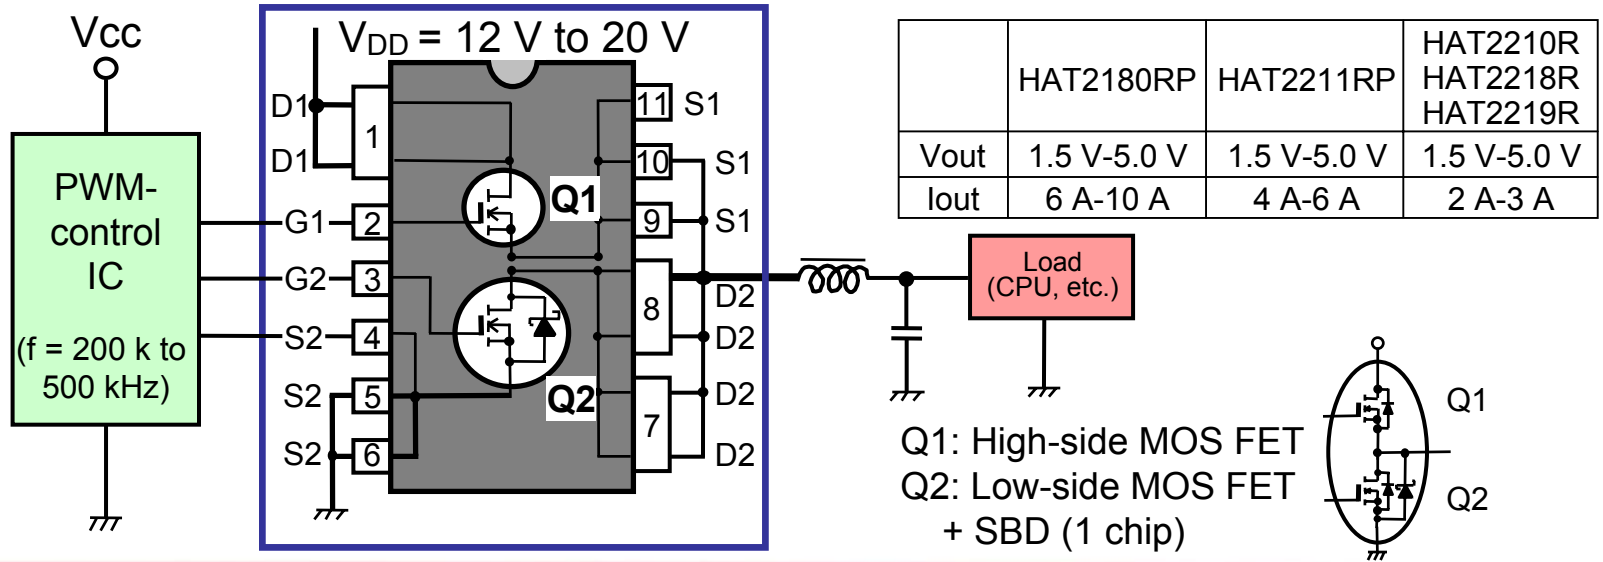 Vcc
PWM-
control
IC
(f = 200 k to
500 kHz)
VDD = 12 V to 20 V
D1
D1
G1
G2
S2
S2
S2
1
2
3
4
5
6
Q1
Q2
11
10
9
8
7
S1
S1
S1
D2
D2
D2
D2
HAT2180RP HAT2211RP HAT2210R
HAT2218R
HAT2219R
Vout 1.5 V-5.0 V 1.5 V-5.0 V 1.5 V-5.0 V
Iout 6 A-10 A 4 A-6 A 2 A-3 A
Load
(CPU, etc.)
Q1: High-side MOS FET
Q2: Low-side MOS FET
+ SBD (1 chip)
Q1
Q2